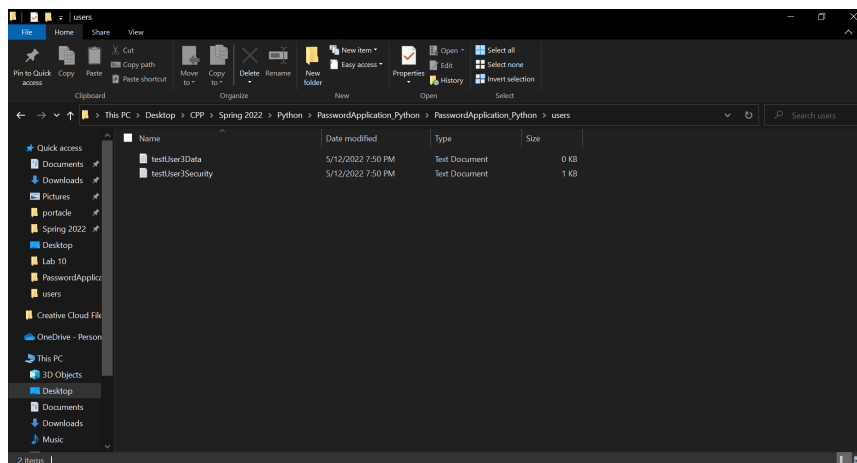 users
File Home Share View
Pin to Quick access
Copy
Paste
Cut
Copy path
Paste shortcut
Clipboard
Move to
Copy to
Delete
Rename
Organize
New folder
New item
Easy access
New
Properties
Open
Edit
History
Open
Select all
Select none
Invert selection
Select
This PC > Desktop > CPP > Spring 2022 > Python > PasswordApplication_Python > PasswordApplication_Python > users
Search users
Name Date modified Type Size
testUser3Data 5/12/2022 7:50 PM Text Document 0 KB
testUser3Security 5/12/2022 7:50 PM Text Document 1 KB
Quick access
Documents
Downloads
Pictures
portacle
Spring 2022
Desktop
Lab 10
PasswordApplica
users
Creative Cloud File
OneDrive - Person
This PC
3D Objects
Desktop
Documents
Downloads
Music
2 items